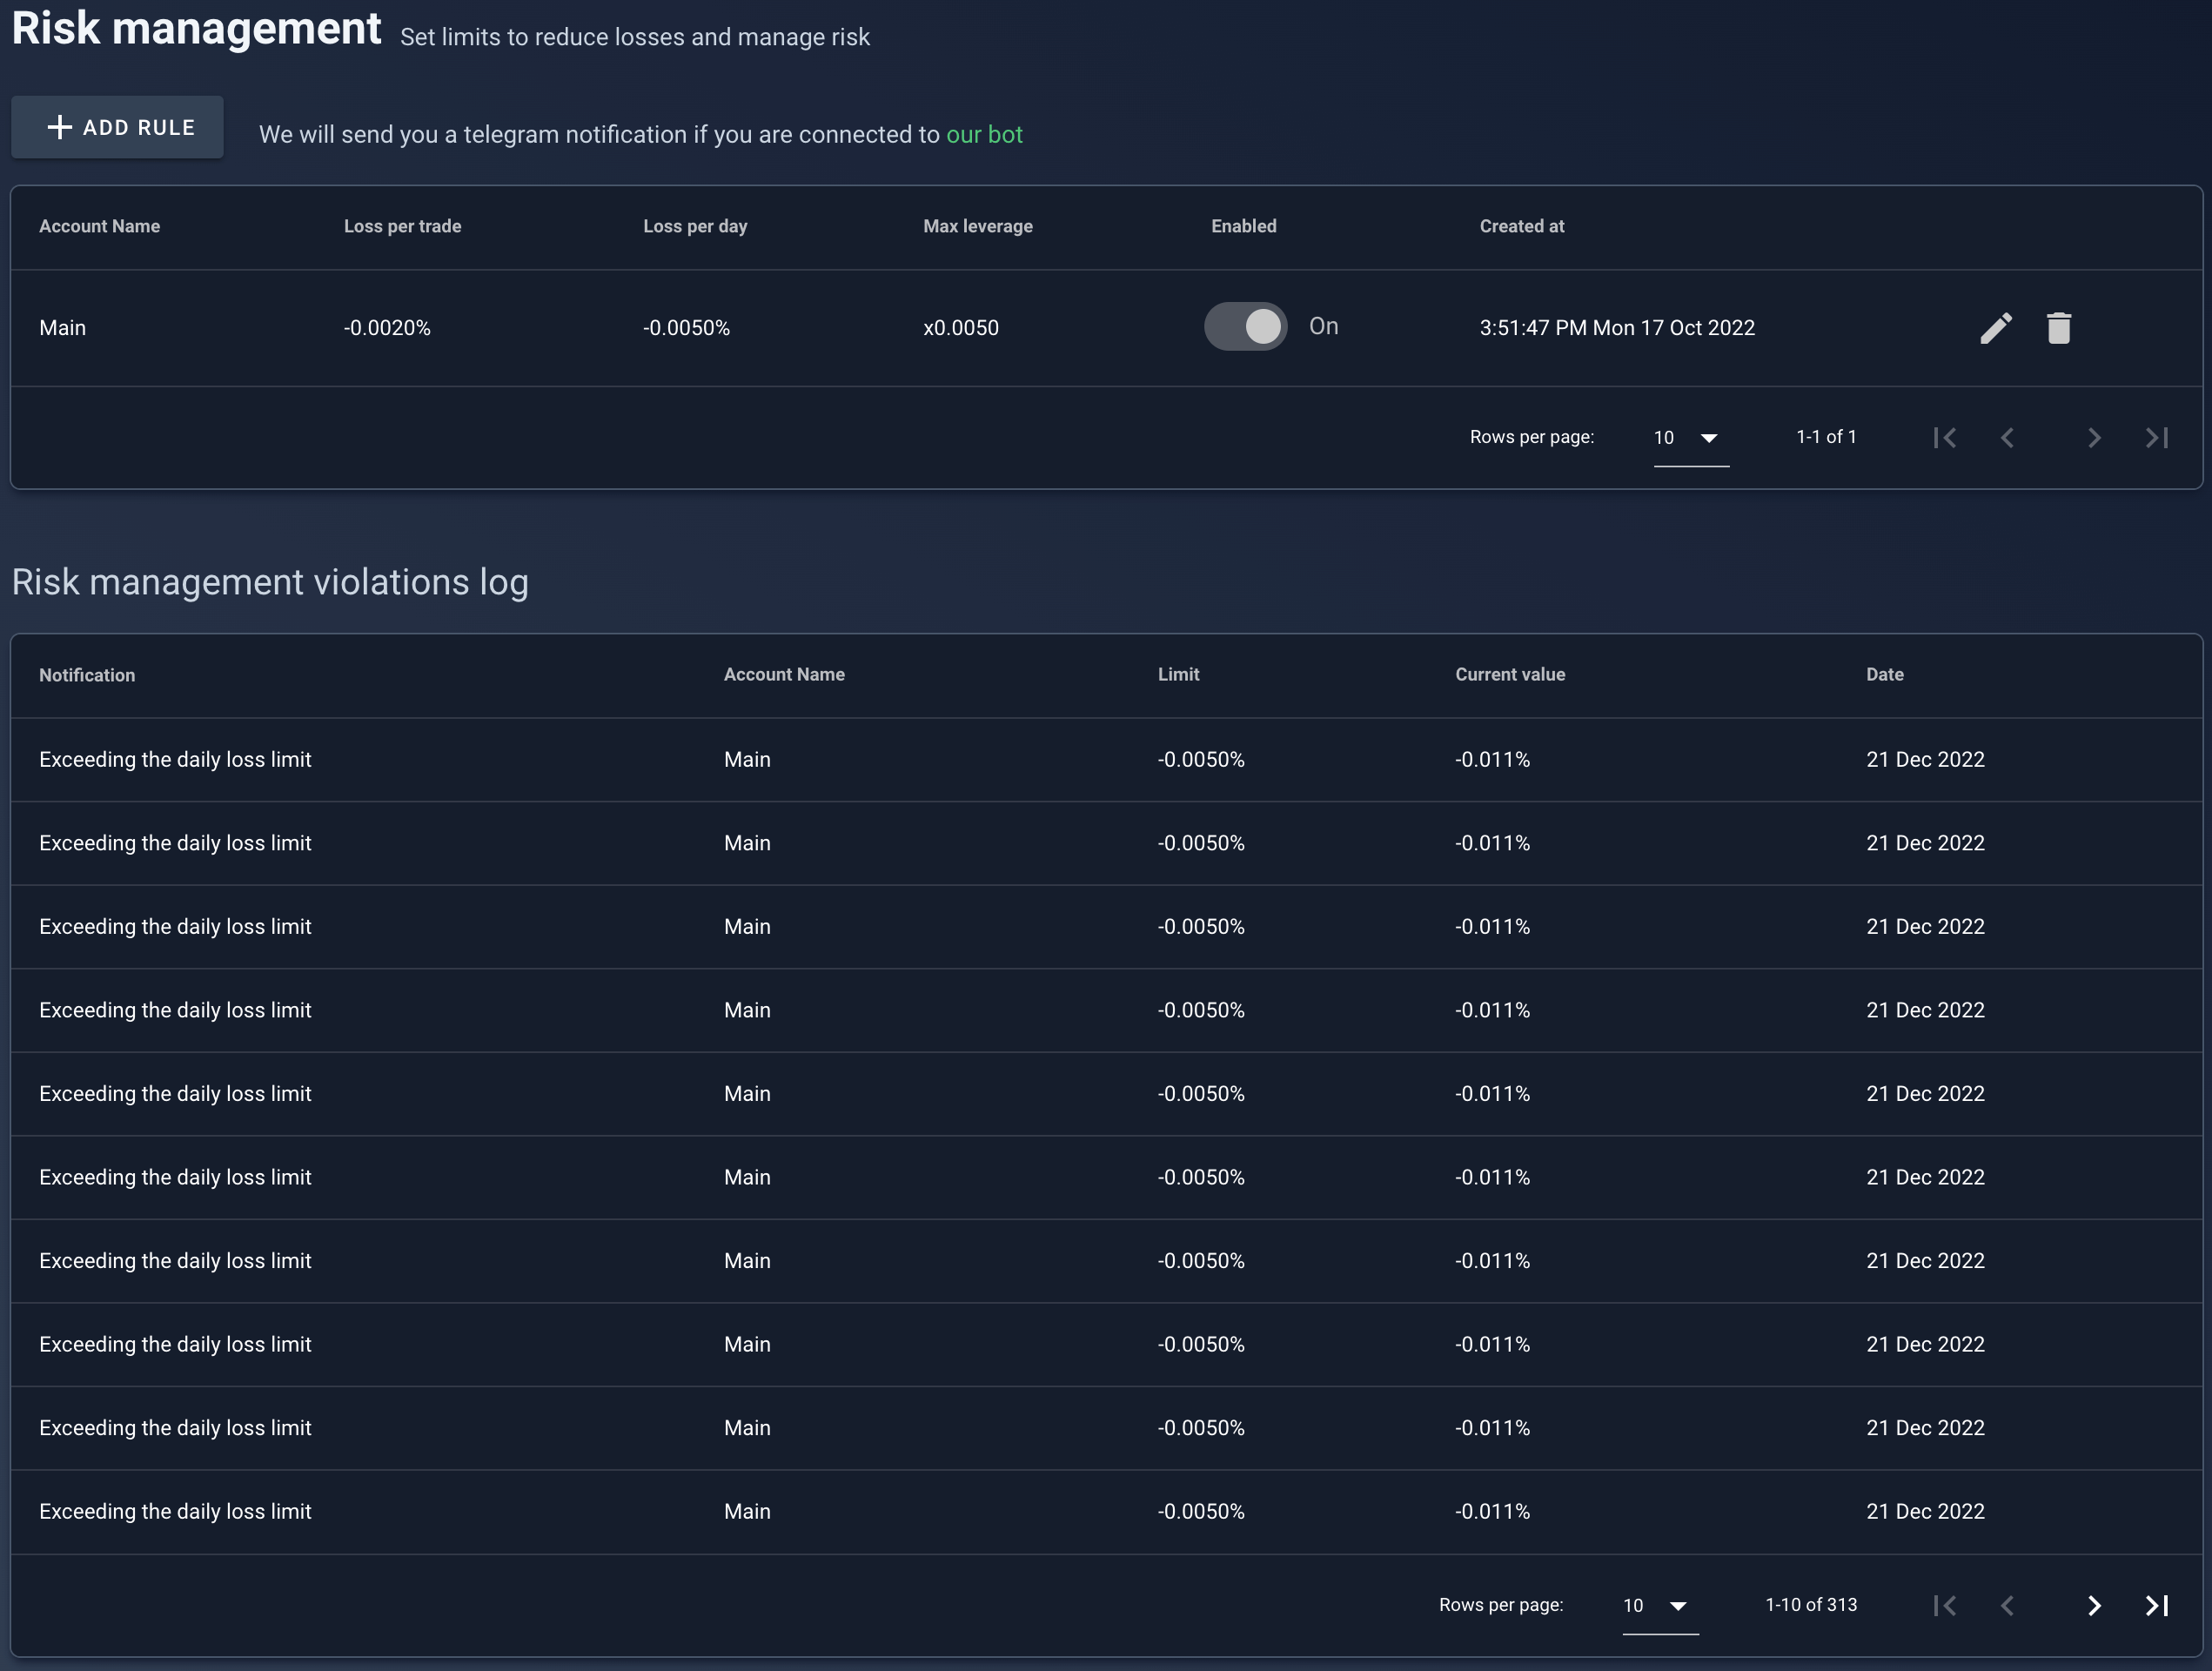 Risk management Set limits to reduce losses and manage risk
ADD RULE We will send you a telegram notification if you are connected to our bot
Account Name Loss per trade Loss per day Max leverage Enabled Created at
Main -0.0020% -0.0050% x0.0050 On 3:51:47 PM Mon 17 Oct 2022
Rows per page: 10 1-1 of 1
Risk management violations log
Notification Account Name Limit Current value Date
Exceeding the daily loss limit Main -0.0050% -0.011% 21 Dec 2022
Exceeding the daily loss limit Main -0.0050% -0.011% 21 Dec 2022
Exceeding the daily loss limit Main -0.0050% -0.011% 21 Dec 2022
Exceeding the daily loss limit Main -0.0050% -0.011% 21 Dec 2022
Exceeding the daily loss limit Main -0.0050% -0.011% 21 Dec 2022
Exceeding the daily loss limit Main -0.0050% -0.011% 21 Dec 2022
Exceeding the daily loss limit Main -0.0050% -0.011% 21 Dec 2022
Exceeding the daily loss limit Main -0.0050% -0.011% 21 Dec 2022
Exceeding the daily loss limit Main -0.0050% -0.011% 21 Dec 2022
Exceeding the daily loss limit Main -0.0050% -0.011% 21 Dec 2022
Rows per page: 10 1-10 of 313